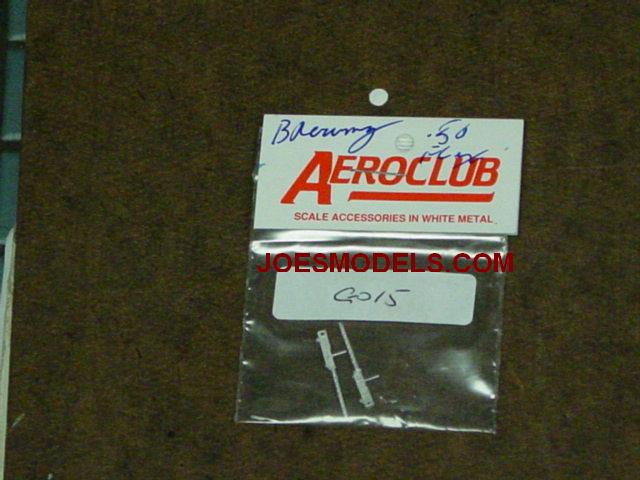 Browning .50
AEROCLUB
SCALE ACCESSORIES IN WHITE METAL
JOESMODELS.COM
G015